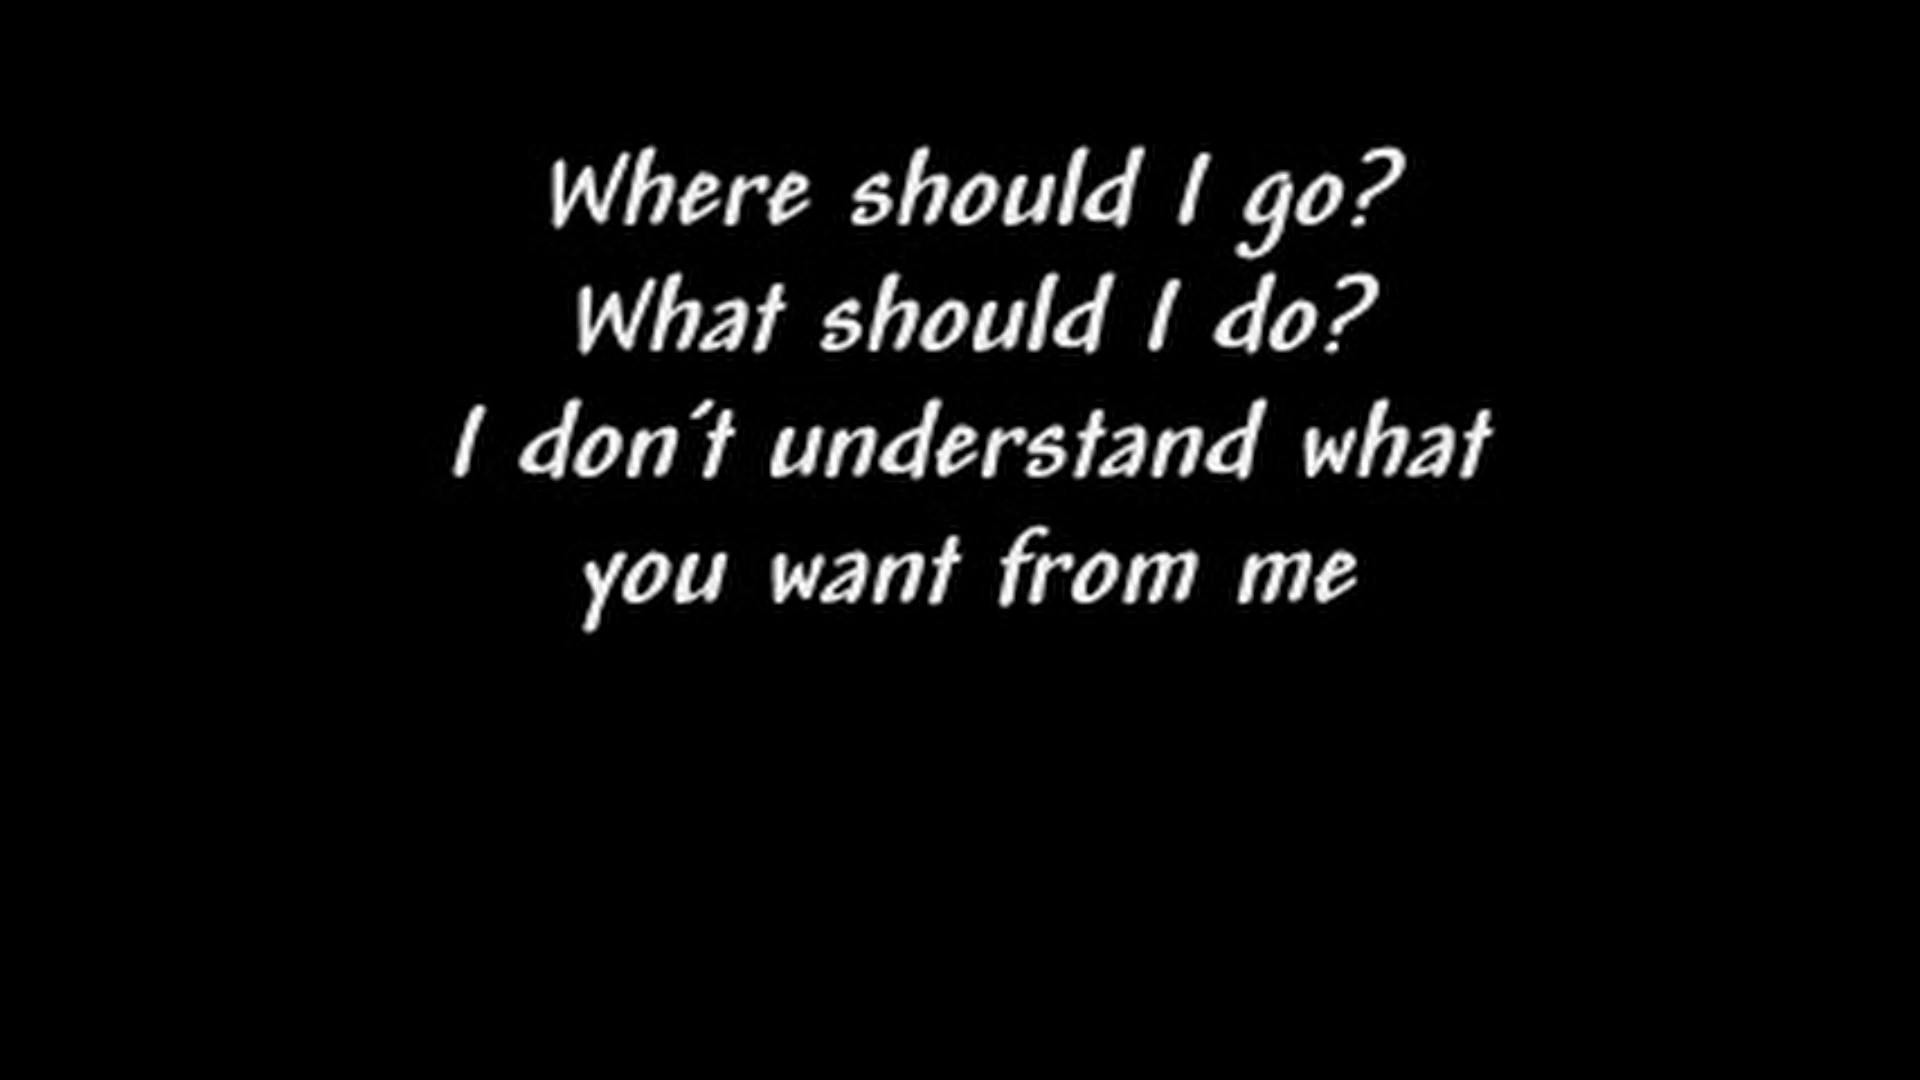 Where should I go?
What should I do?
I don´t understand what
you want from me